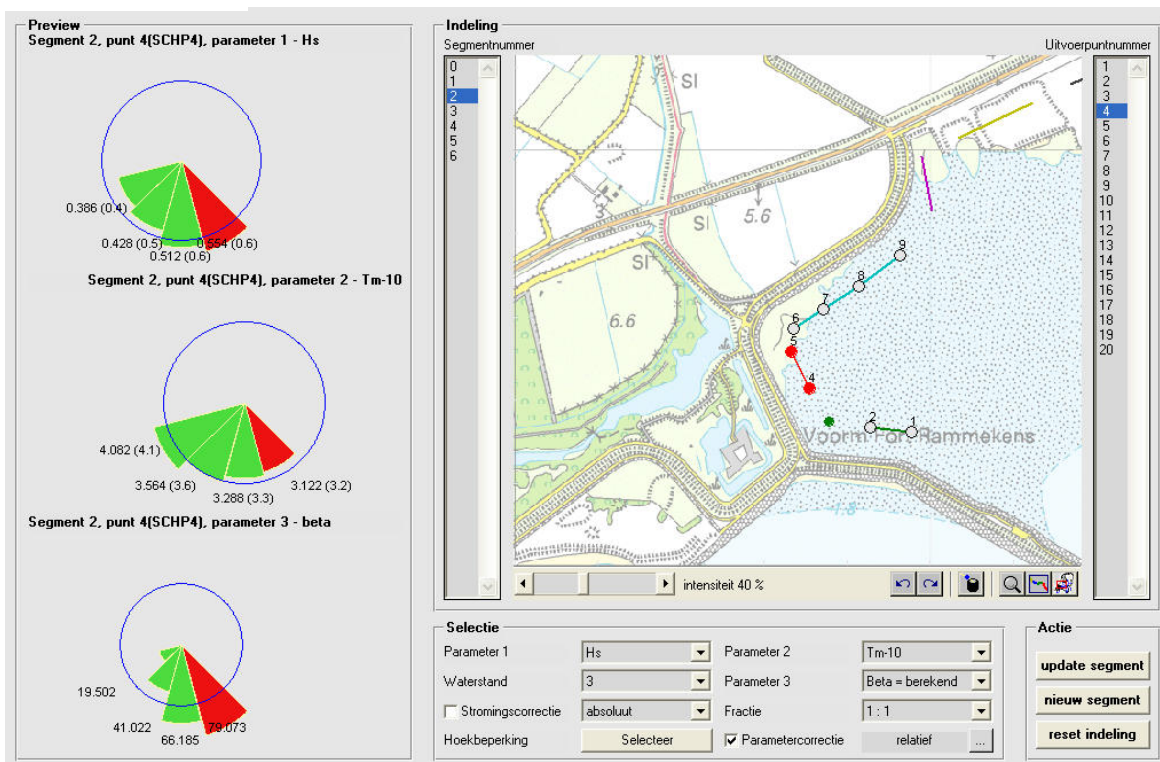 Preview
Segment 2, punt 4(SCHP4), parameter 1 - Hs
0.386 (0.4)
0.428 (0.5)
0.554 (0.6)
0.512 (0.6)
Segment 2, punt 4(SCHP4), parameter 2 - Tm-10
4.082 (4.1)
3.564 (3.6)
3.122 (3.2)
3.288 (3.3)
Segment 2, punt 4(SCHP4), parameter 3 - beta
19.502
41.022
79.073
66.185
Indeling
Segmentnummer
Uitvoerpuntnummer
0
1
2
3
4
5
6
SI
3
5.6
SI
SI
6.6
9
8
7
6
5
4
2
1
Voorm Fort Rammekens
1.8
1
2
3
4
5
6
7
8
9
10
11
12
13
14
15
16
17
18
19
20
intensiteit 40 %
Selectie
Parameter 1 Hs Parameter 2 Tm-10
Waterstand 3 Parameter 3 Beta = berekend
Stromingscorrectie absoluut Fractie 1 : 1
Hoekbeperking Selecteer Parametercorrectie relatief ...
Actie
update segment
nieuw segment
reset indeling